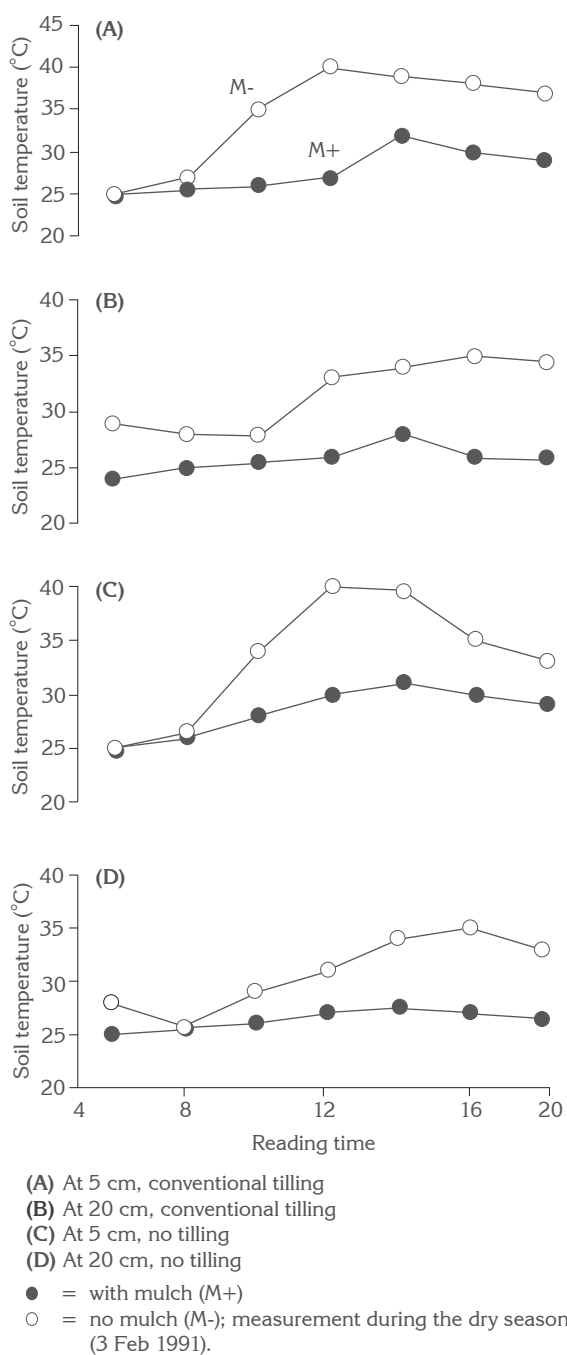 (A)
Soil temperature (°C)
45
40
35
30
25
20
M-
M+
(B)
Soil temperature (°C)
40
35
30
25
20
(C)
Soil temperature (°C)
40
35
30
25
20
(D)
Soil temperature (°C)
40
35
30
25
20
4 8 12 16 20
Reading time
(A) At 5 cm, conventional tilling
(B) At 20 cm, conventional tilling
(C) At 5 cm, no tilling
(D) At 20 cm, no tilling
● = with mulch (M+)
○ = no mulch (M-); measurement during the dry season
(3 Feb 1991).